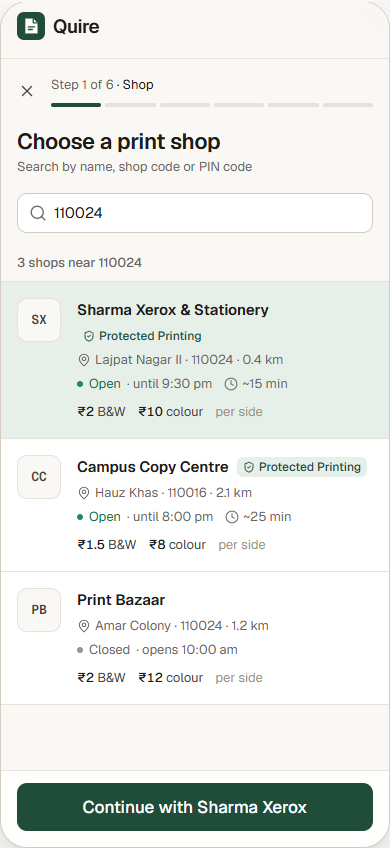 Quire
Step 1 of 6 · Shop
Choose a print shop
Search by name, shop code or PIN code
110024
3 shops near 110024
SX
Sharma Xerox & Stationery
Protected Printing
Lajpat Nagar II · 110024 · 0.4 km
Open · until 9:30 pm ~15 min
₹2 B&W ₹10 colour per side
CC
Campus Copy Centre Protected Printing
Hauz Khas · 110016 · 2.1 km
Open · until 8:00 pm ~25 min
₹1.5 B&W ₹8 colour per side
PB
Print Bazaar
Amar Colony · 110024 · 1.2 km
Closed · opens 10:00 am
₹2 B&W ₹12 colour per side
Continue with Sharma Xerox